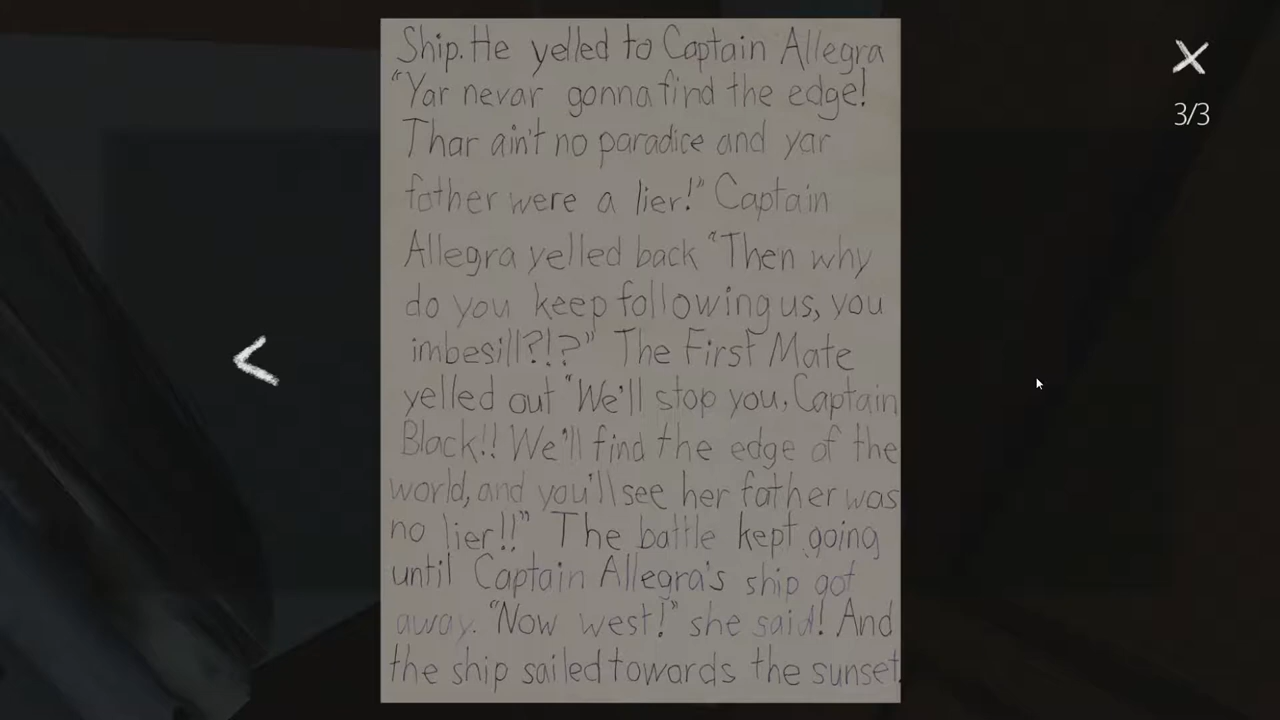 Ship. He yelled to Captain Allegra
"Yar nevar gonna find the edge!
Thar ain't no paradice and yar
father were a lier!" Captain
Allegra yelled back "Then why
do you keep following us, you
imbesill?!?" The First Mate
yelled out "We'll stop you, Captain
Black!! We'll find the edge of the
world, and you'll see her father was
no lier!!" The battle kept going
until Captain Allegra's ship got
away. "Now west!" she said! And
the ship sailed towards the sunset.
3/3